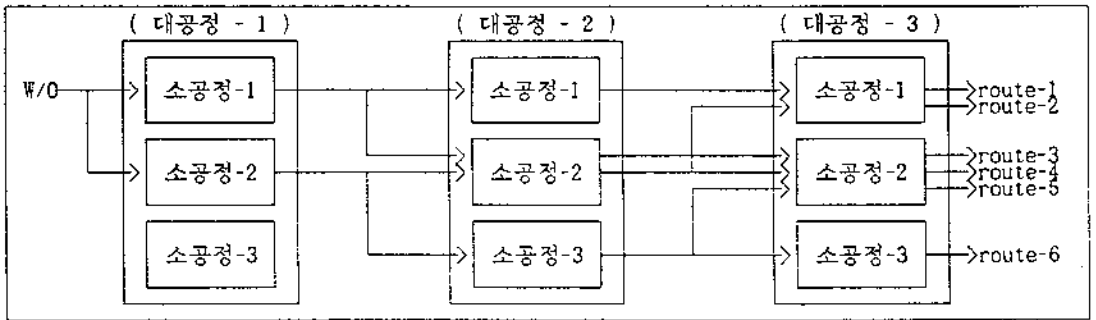 ( 대공정 - 1 ) ( 대공정 - 2 ) ( 대공정 - 3 )
W/O 소공정-1 소공정-1 소공정-1 route-1
route-2
route-3
소공정-2 소공정-2 소공정-2 route-4
route-5
소공정-3 소공정-3 소공정-3 route-6